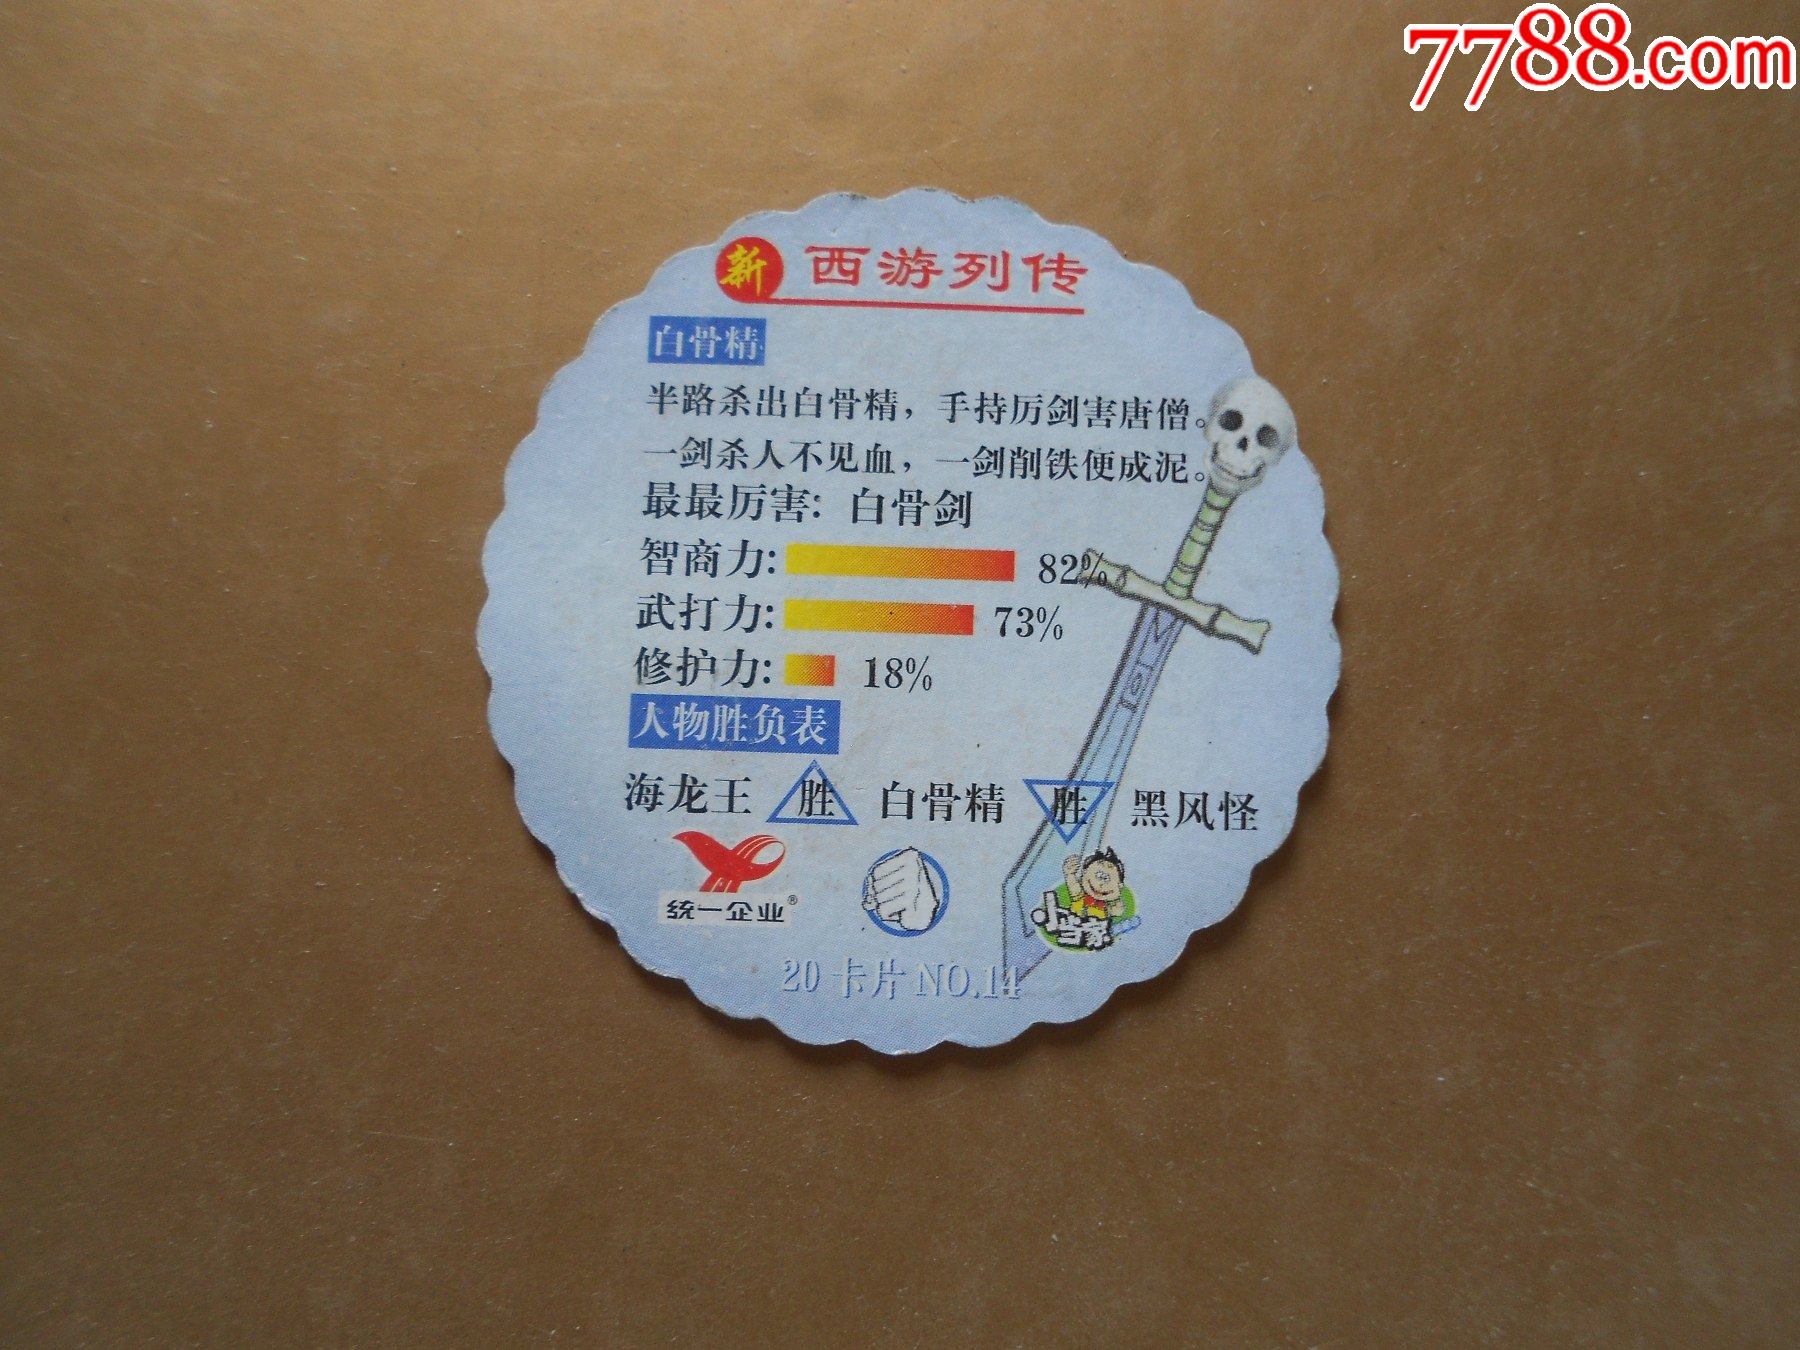 7788.com
新 西游列传
白骨精
半路杀出白骨精，手持厉剑害唐僧。
一剑杀人不见血，一剑削铁便成泥。
最最厉害：白骨剑
智商力： 82%
武打力： 73%
修护力： 18%
人物胜负表
海龙王 胜 白骨精 胜 黑风怪
统一企业® 小当家
20 卡片 NO.14